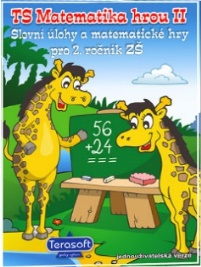 TS Matematika hrou II
Slovní úlohy a matematické hry
pro 2. ročník ZŠ
56
+24
===
Terosoft
jednouživatelská verze